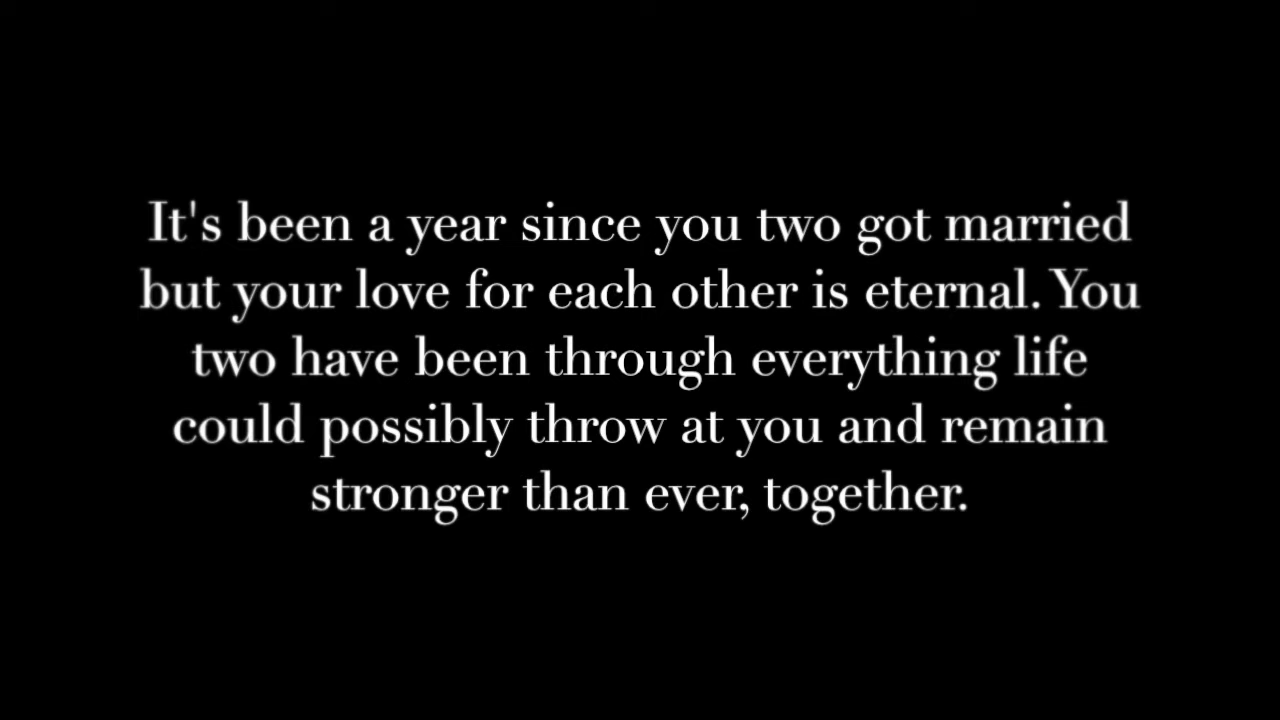 It's been a year since you two got married
but your love for each other is eternal. You
two have been through everything life
could possibly throw at you and remain
stronger than ever, together.